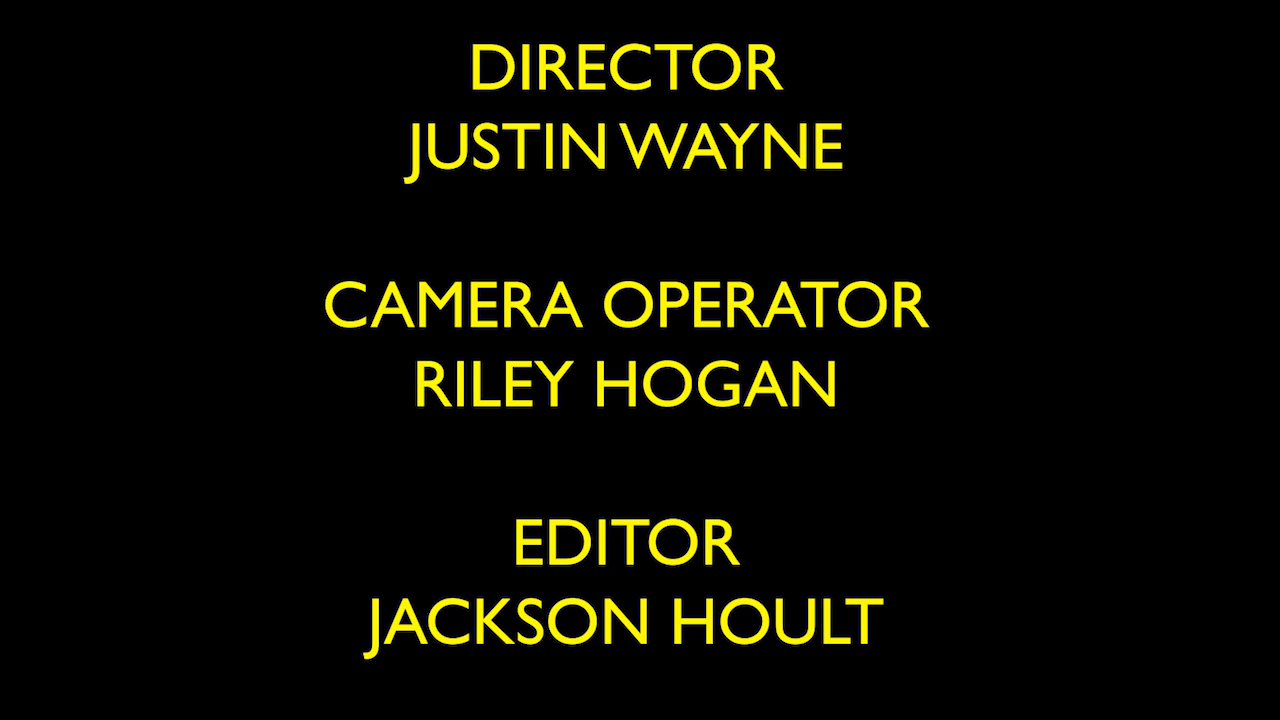 DIRECTOR
JUSTIN WAYNE
CAMERA OPERATOR
RILEY HOGAN
EDITOR
JACKSON HOULT